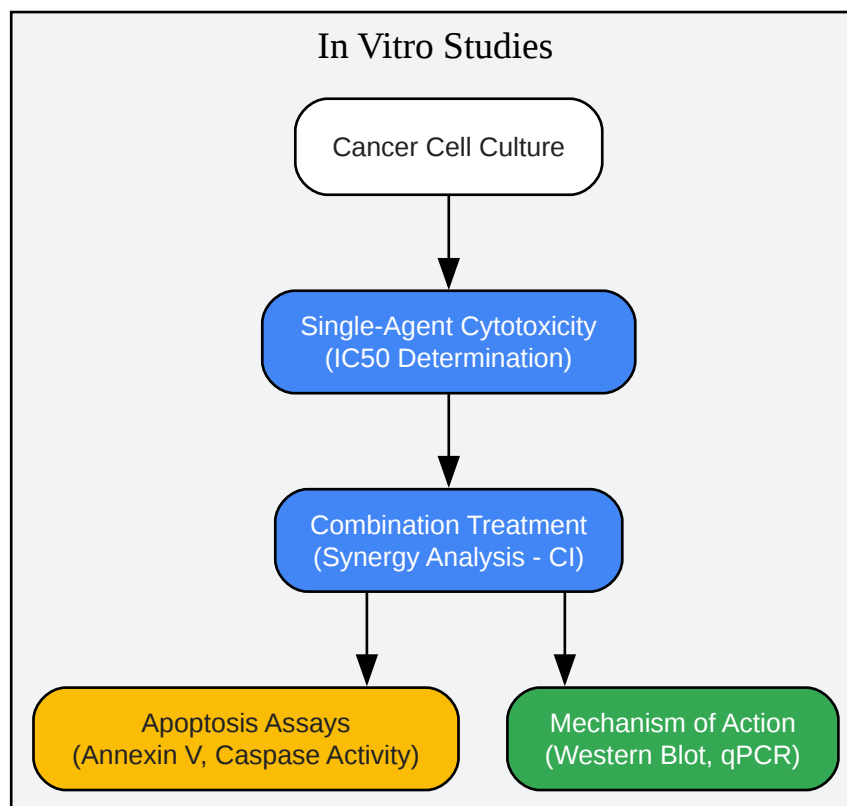 In Vitro Studies
Cancer Cell Culture
Single-Agent Cytotoxicity
(IC50 Determination)
Combination Treatment
(Synergy Analysis - CI)
Apoptosis Assays
(Annexin V, Caspase Activity)
Mechanism of Action
(Western Blot, qPCR)